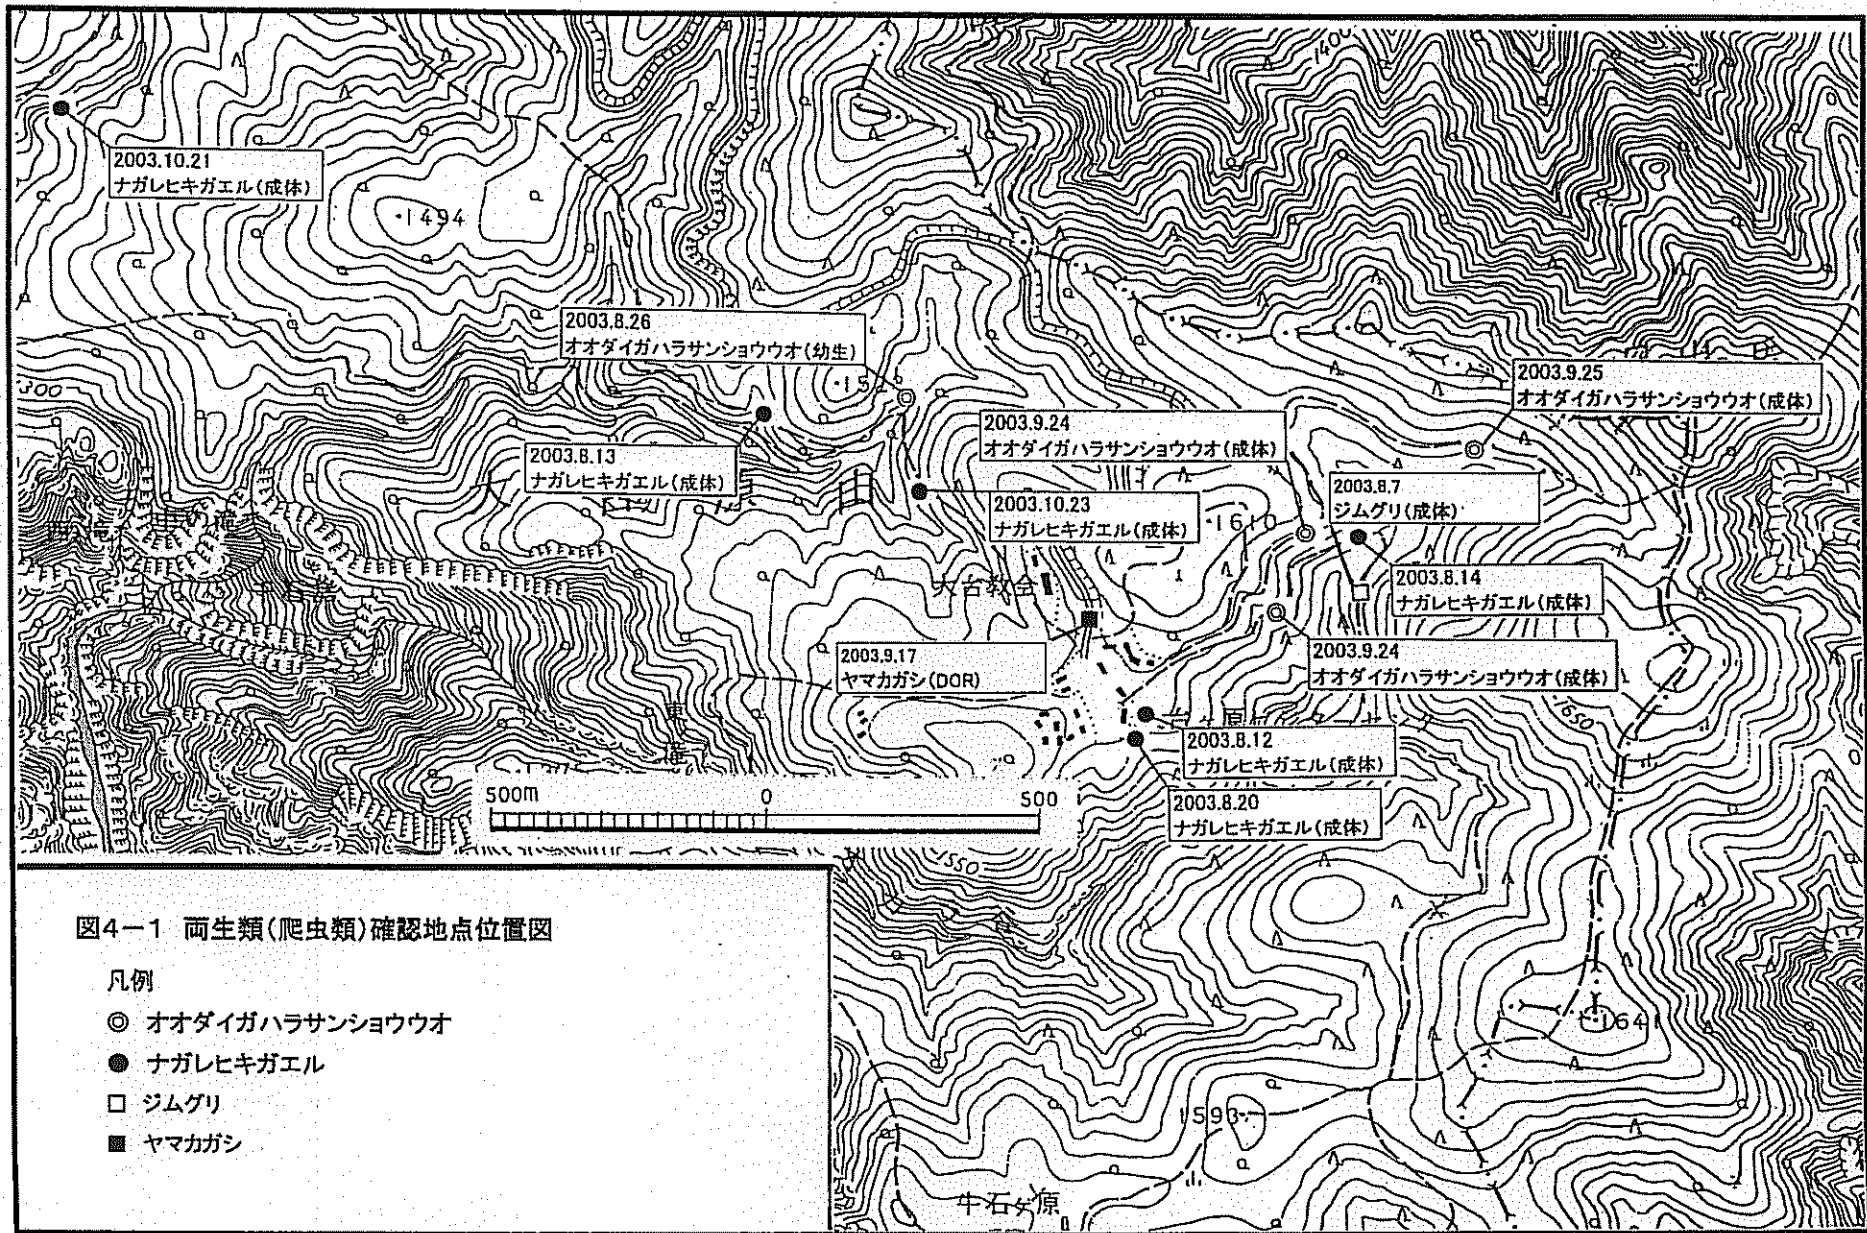 1400
2003.10.21
ナガレヒキガエル(成体)
・1494
2003.8.26
オオダイガハラサンショウウオ(幼生)
2003.9.25
オオダイガハラサンショウウオ(成体)
2003.9.24
オオダイガハラサンショウウオ(成体)
2003.8.13
ナガレヒキガエル(成体)
2003.8.7
ジムグリ(成体)
2003.10.23
ナガレヒキガエル(成体)
・1610
大台教会
2003.8.14
ナガレヒキガエル(成体)
2003.9.17
ヤマカガシ(DOR)
2003.9.24
オオダイガハラサンショウウオ(成体)
1650
2003.8.12
ナガレヒキガエル(成体)
2003.8.20
ナガレヒキガエル(成体)
500m 0 500
1550
図4-1 両生類(爬虫類)確認地点位置図
凡例
◎ オオダイガハラサンショウウオ
● ナガレヒキガエル
□ ジムグリ
■ ヤマカガシ
1641
1593
牛石ヶ原